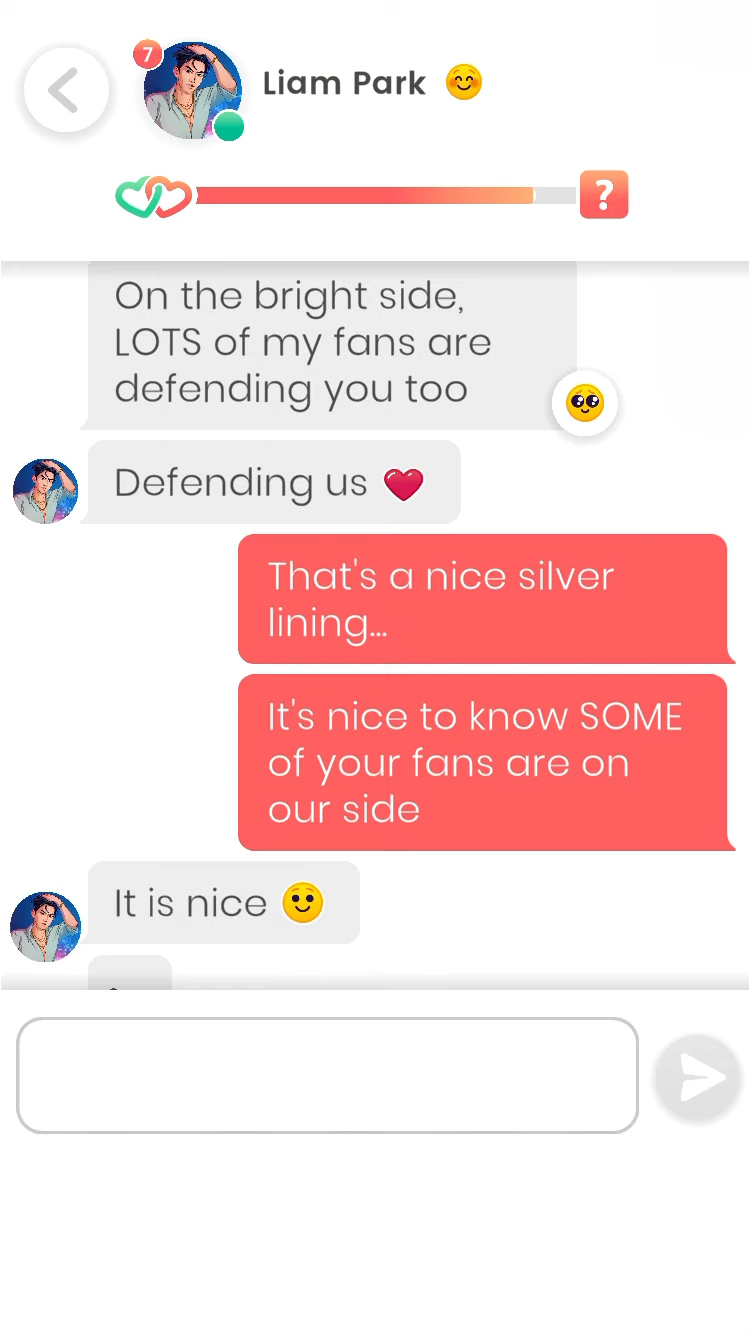 7
Liam Park 😊
?
On the bright side,
LOTS of my fans are
defending you too
🥺
Defending us ❤️
That's a nice silver
lining...
It's nice to know SOME
of your fans are on
our side
It is nice 🙂